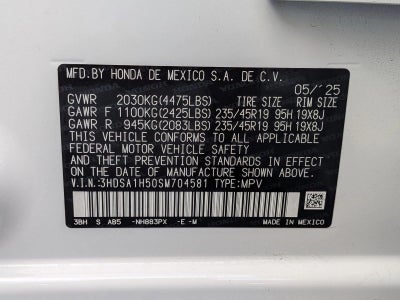 MFD.BY HONDA DE MEXICO S.A. DE C.V.
05/'25
GVWR 2030KG(4475LBS) TIRE SIZE RIM SIZE
GAWR F 1100KG(2425LBS) 235/45R19 95H 19X8J
GAWR R 945KG(2083LBS) 235/45R19 95H 19X8J
THIS VEHICLE CONFORMS TO ALL APPLICABLE
FEDERAL MOTOR VEHICLE SAFETY
AND THEFT PREVENTION STANDARDS IN EFFECT
ON THE DATE OF MANUFACTURE SHOWN ABOVE.
V.I.N.:3HDSA1H50SM704581 TYPE:MPV
3BH S AB5 -NH883PX -E -M MADE IN MEXICO